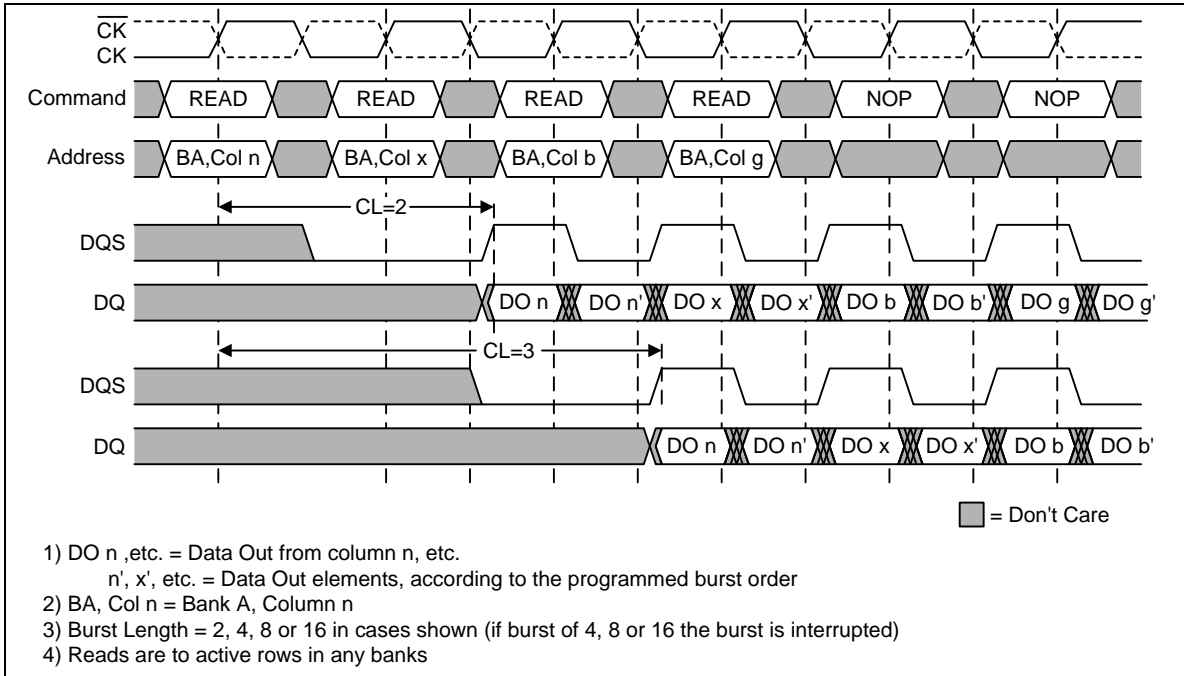 CK
CK
Command READ READ READ READ NOP NOP
Address BA,Col n BA,Col x BA,Col b BA,Col g
CL=2
DQS
DQ DO n DO n' DO x DO x' DO b DO b' DO g DO g'
CL=3
DQS
DQ DO n DO n' DO x DO x' DO b DO b'
= Don't Care
1) DO n ,etc. = Data Out from column n, etc.
n', x', etc. = Data Out elements, according to the programmed burst order
2) BA, Col n = Bank A, Column n
3) Burst Length = 2, 4, 8 or 16 in cases shown (if burst of 4, 8 or 16 the burst is interrupted)
4) Reads are to active rows in any banks